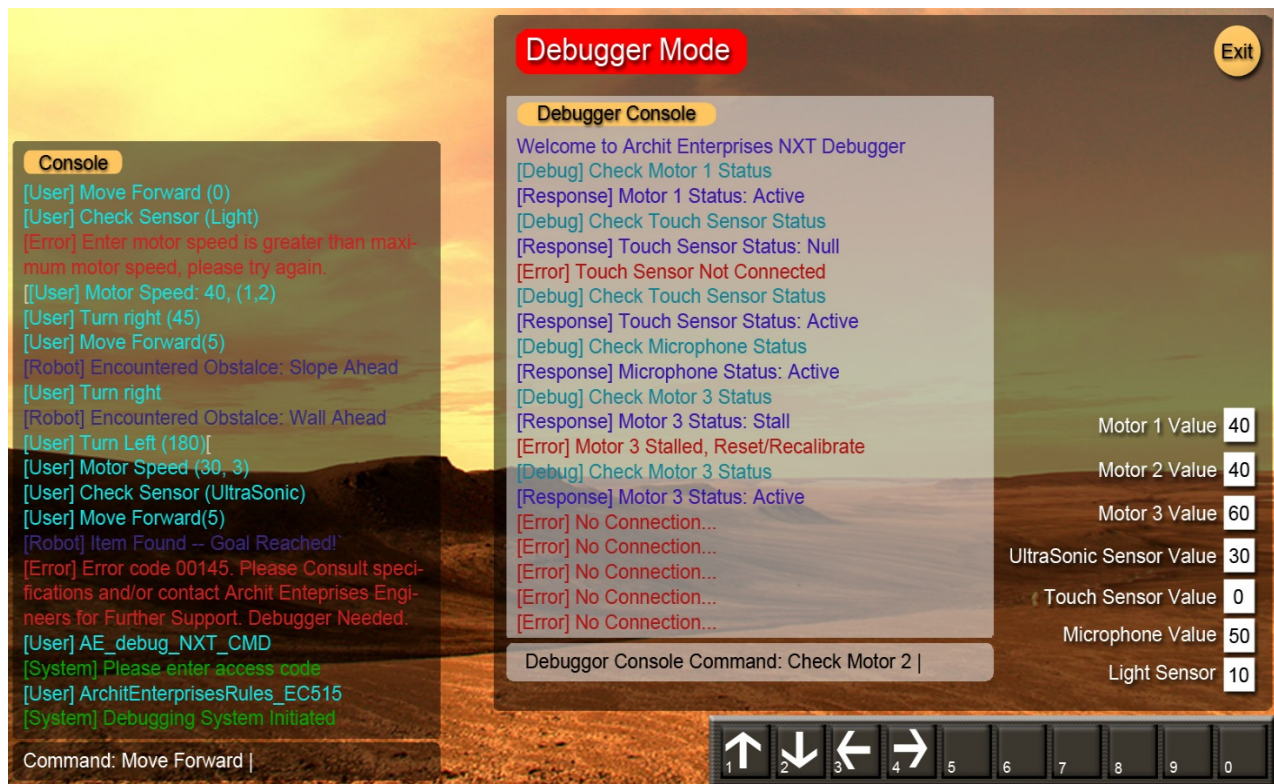 Debugger Mode
Exit
Debugger Console
Welcome to Archit Enterprises NXT Debugger
[Debug] Check Motor 1 Status
[Response] Motor 1 Status: Active
[Debug] Check Touch Sensor Status
[Response] Touch Sensor Status: Null
[Error] Touch Sensor Not Connected
[Debug] Check Touch Sensor Status
[Response] Touch Sensor Status: Active
[Debug] Check Microphone Status
[Response] Microphone Status: Active
[Debug] Check Motor 3 Status
[Response] Motor 3 Status: Stall
[Error] Motor 3 Stalled, Reset/Recalibrate
[Debug] Check Motor 3 Status
[Response] Motor 3 Status: Active
[Error] No Connection...
[Error] No Connection...
[Error] No Connection...
[Error] No Connection...
[Error] No Connection...
Debuggor Console Command: Check Motor 2 |
Console
[User] Move Forward (0)
[User] Check Sensor (Light)
[Error] Enter motor speed is greater than maxi-
mum motor speed, please try again.
[[User] Motor Speed: 40, (1,2)
[User] Turn right (45)
[User] Move Forward(5)
[Robot] Encountered Obstalce: Slope Ahead
[User] Turn right
[Robot] Encountered Obstalce: Wall Ahead
[User] Turn Left (180)[
[User] Motor Speed (30, 3)
[User] Check Sensor (UltraSonic)
[User] Move Forward(5)
[Robot] Item Found -- Goal Reached!`
[Error] Error code 00145. Please Consult speci-
fications and/or contact Archit Enteprises Engi-
neers for Further Support. Debugger Needed.
[User] AE_debug_NXT_CMD
[System] Please enter access code
[User] ArchitEnterprisesRules_EC515
[System] Debugging System Initiated
Command: Move Forward |
Motor 1 Value 40
Motor 2 Value 40
Motor 3 Value 60
UltraSonic Sensor Value 30
Touch Sensor Value 0
Microphone Value 50
Light Sensor 10
1 2 3 4 5 6 7 8 9 0